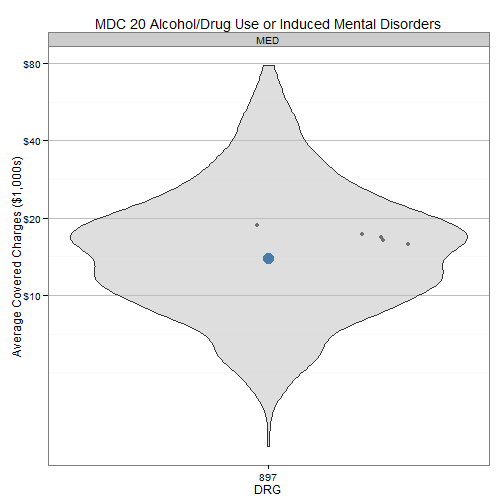 MDC 20 Alcohol/Drug Use or Induced Mental Disorders
MED
$80
$40
$20
$10
Average Covered Charges ($1,000s)
897
DRG